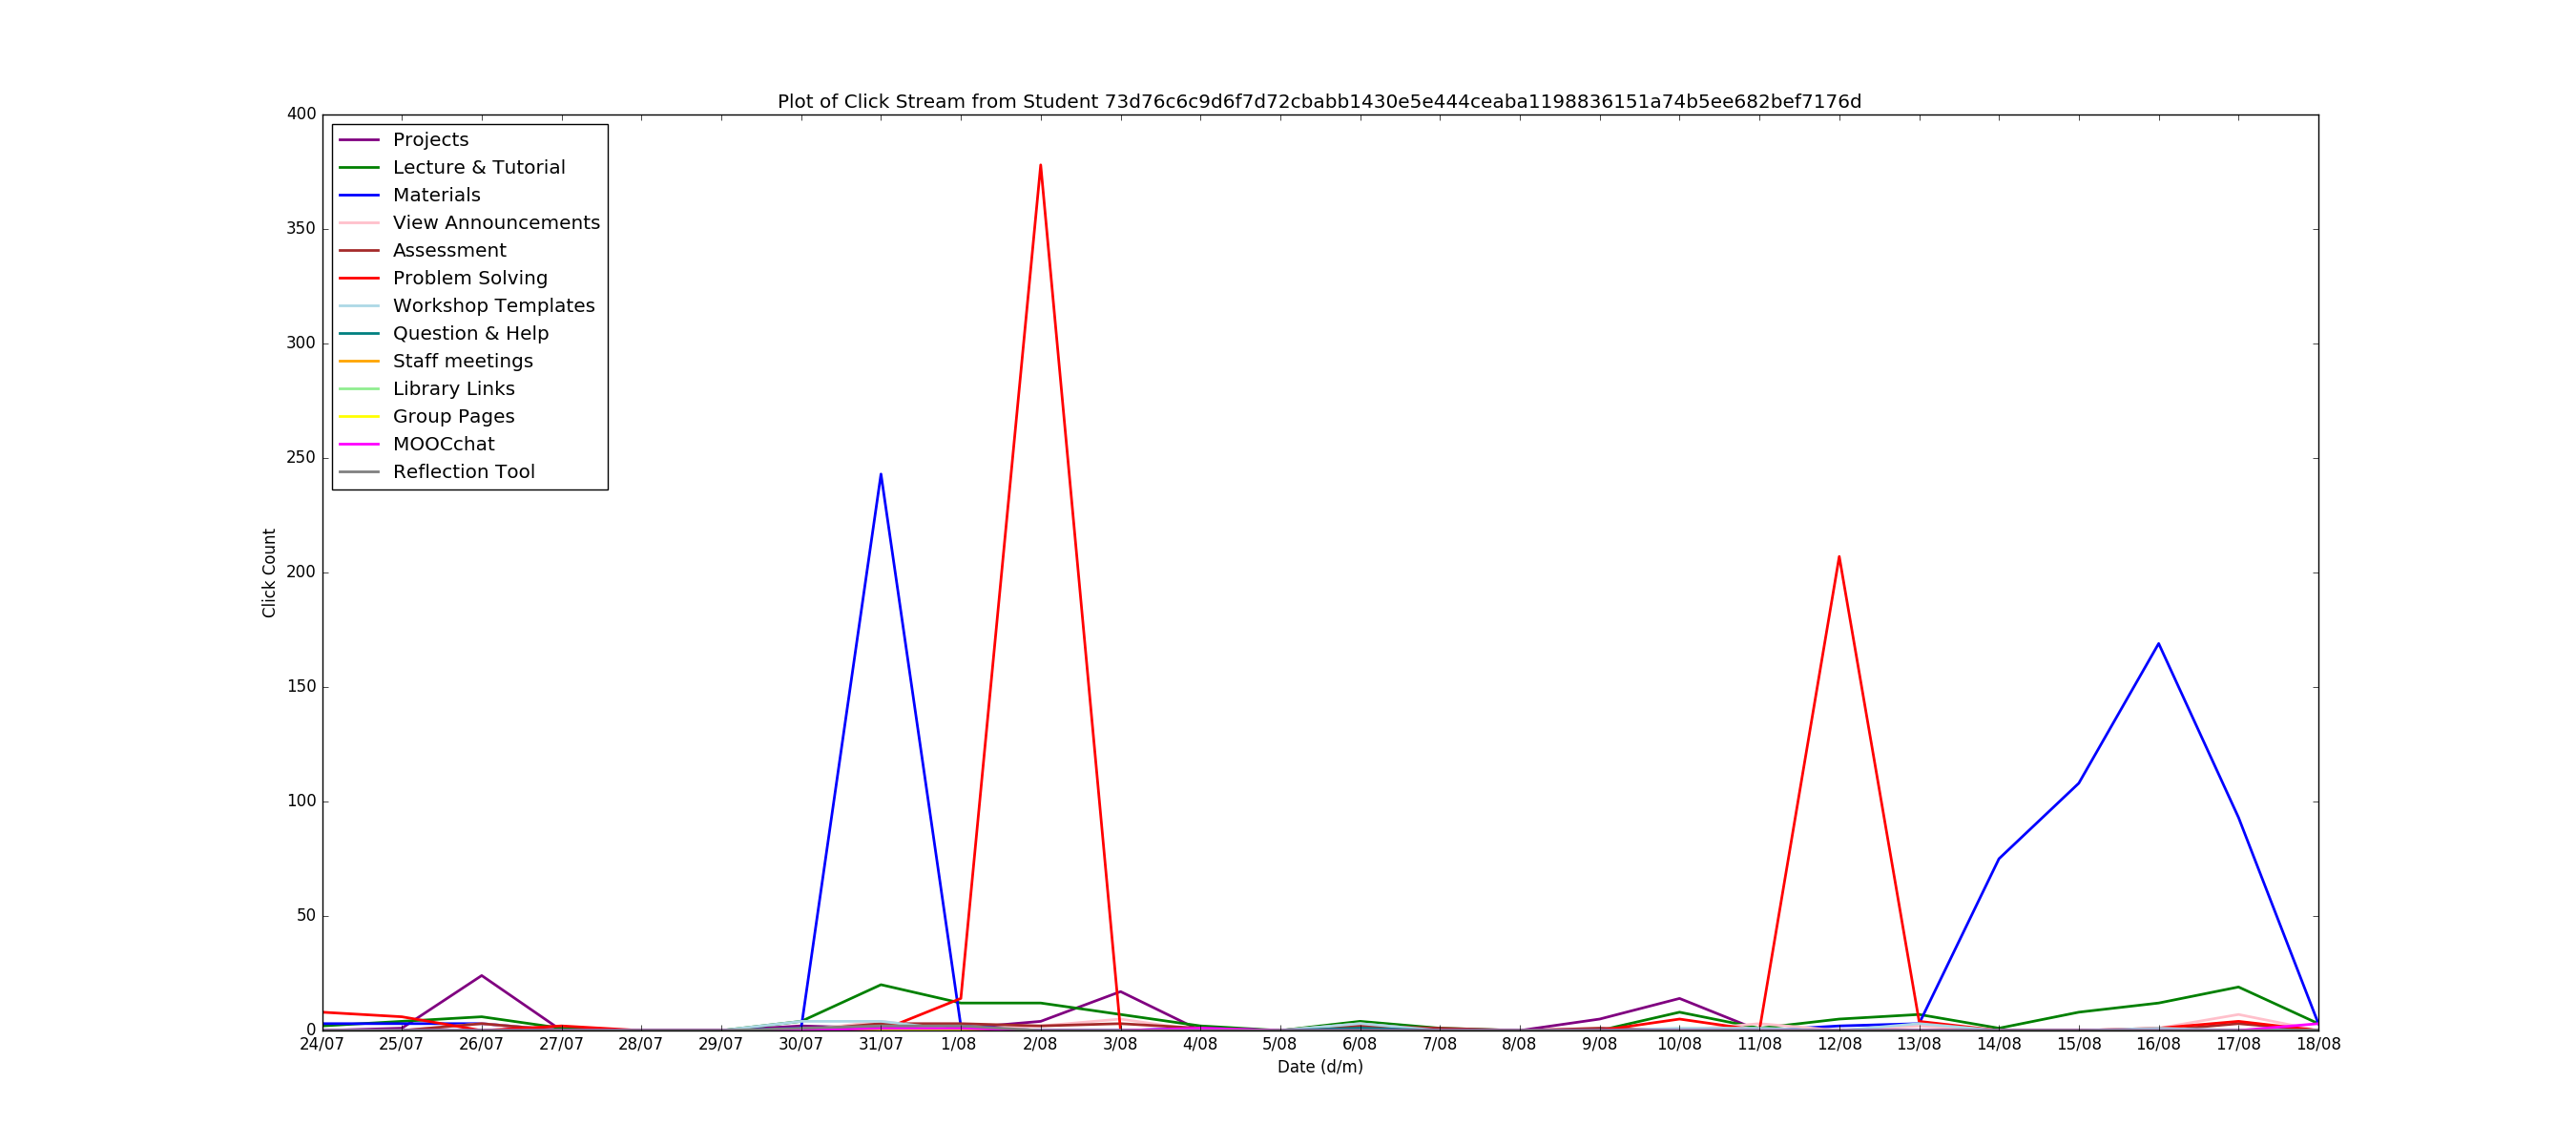 Plot of Click Stream from Student 73d76c6c9d6f7d72cbabb1430e5e444ceaba1198836151a74b5ee682bef7176d
400
350
300
250
200
150
100
50
0
Click Count
Projects
Lecture & Tutorial
Materials
View Announcements
Assessment
Problem Solving
Workshop Templates
Question & Help
Staff meetings
Library Links
Group Pages
MOOCchat
Reflection Tool
24/07 25/07 26/07 27/07 28/07 29/07 30/07 31/07 1/08 2/08 3/08 4/08 5/08 6/08 7/08 8/08 9/08 10/08 11/08 12/08 13/08 14/08 15/08 16/08 17/08 18/08
Date (d/m)